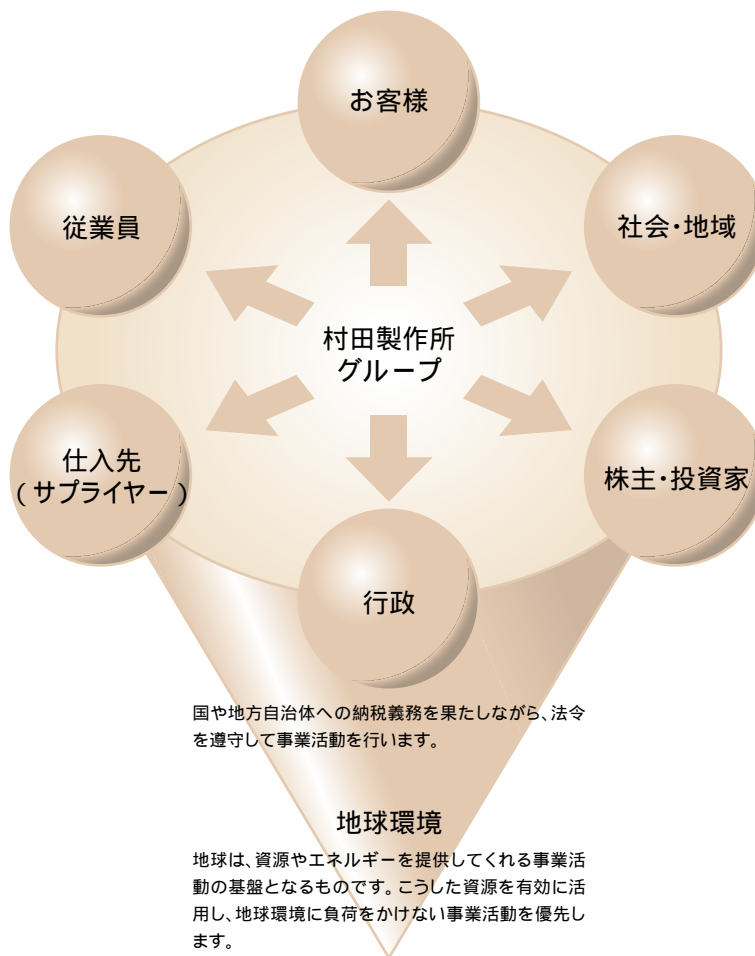 お客様
従業員
社会・地域
村田製作所
グループ
仕入先
(サプライヤー)
株主・投資家
行政
国や地方自治体への納税義務を果たしながら、法令
を遵守して事業活動を行います。
地球環境
地球は、資源やエネルギーを提供してくれる事業活
動の基盤となるものです。こうした資源を有効に活
用し、地球環境に負荷をかけない事業活動を優先し
ます。